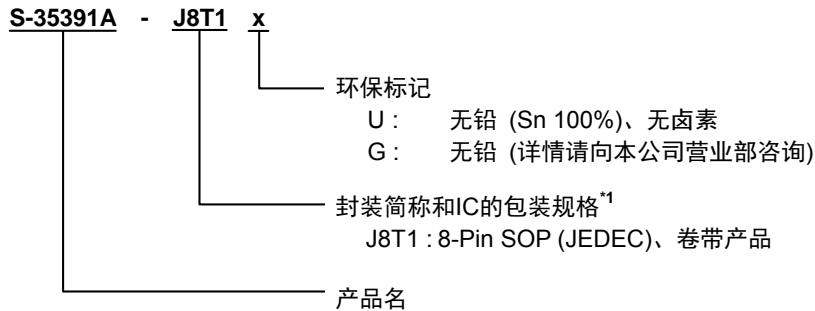 S-35391A - J8T1 x
环保标记
U : 无铅 (Sn 100%)、无卤素
G : 无铅 (详情请向本公司营业部咨询)
封装简称和IC的包装规格*1
J8T1 : 8-Pin SOP (JEDEC)、卷带产品
产品名